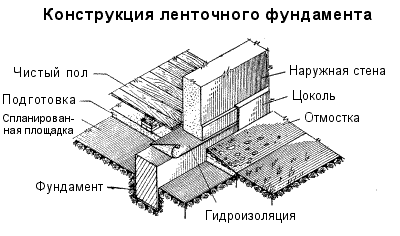 Конструкция ленточного фундамента
Чистый пол
Подготовка
Спланирован-
ная площадка
Фундамент
Наружная стена
Цоколь
Отмостка
Гидроизоляция